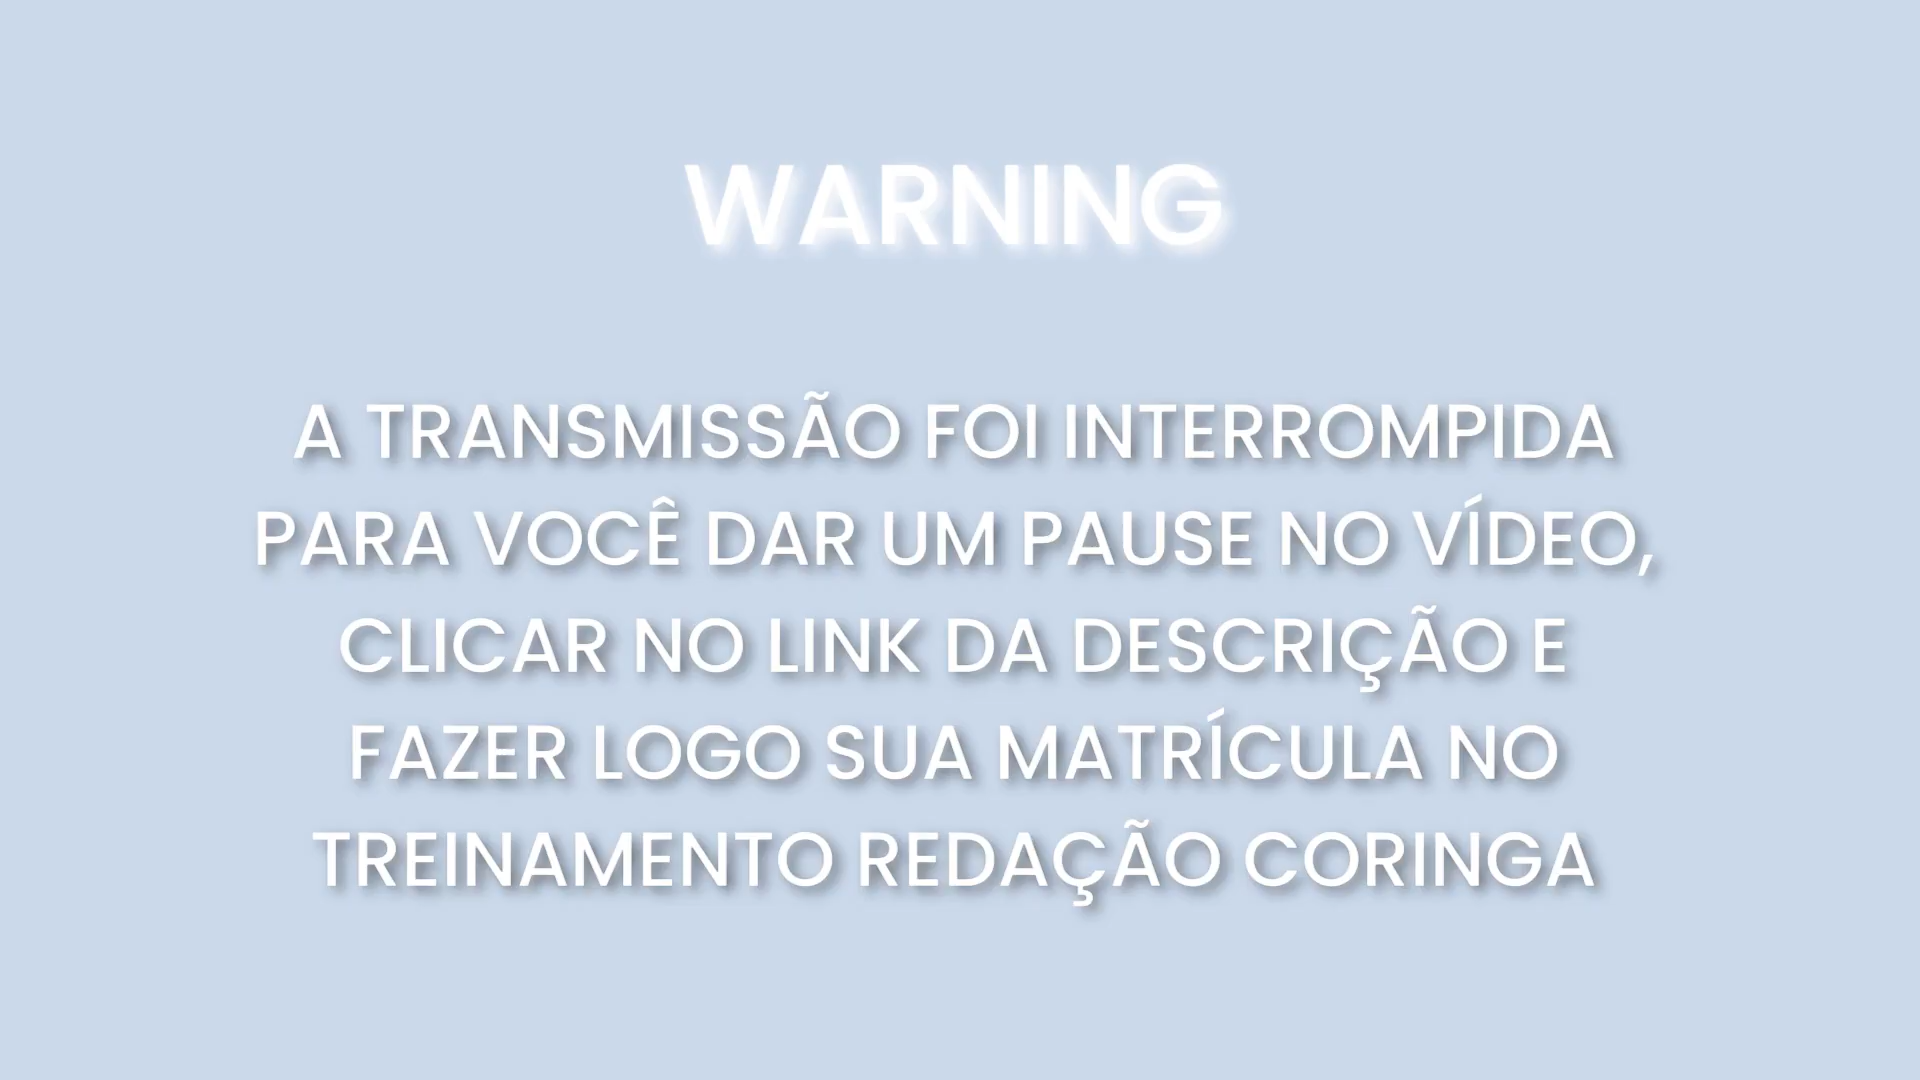 WARNING
A TRANSMISSÃO FOI INTERROMPIDA
PARA VOCÊ DAR UM PAUSE NO VÍDEO,
CLICAR NO LINK DA DESCRIÇÃO E
FAZER LOGO SUA MATRÍCULA NO
TREINAMENTO REDAÇÃO CORINGA